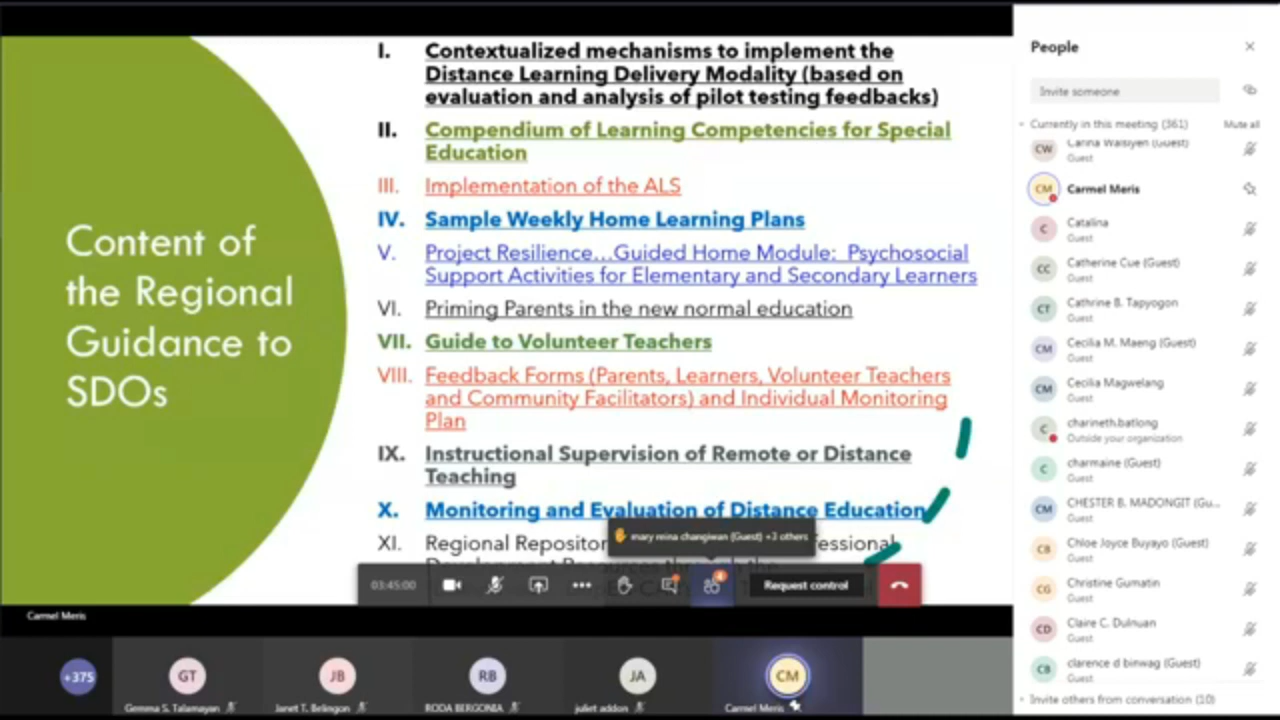 Content of
the Regional
Guidance to
SDOs
I. Contextualized mechanisms to implement the
Distance Learning Delivery Modality (based on
evaluation and analysis of pilot testing feedbacks)
II. Compendium of Learning Competencies for Special
Education
III. Implementation of the ALS
IV. Sample Weekly Home Learning Plans
V. Project Resilience...Guided Home Module: Psychosocial
Support Activities for Elementary and Secondary Learners
VI. Priming Parents in the new normal education
VII. Guide to Volunteer Teachers
VIII. Feedback Forms (Parents, Learners, Volunteer Teachers
and Community Facilitators) and Individual Monitoring
Plan
IX. Instructional Supervision of Remote or Distance
Teaching
X. Monitoring and Evaluation of Distance Education
mary mina changiwan (Guest) +3 others
XI. Regional
03:45:00
Request control
Carmel Meris
+375
GT
Gemma S. Talamayan
JB
Janet T. Belingon
RB
RODA BERGONIA
JA
juliet addon
CM
Carmel Meris
People
Invite someone
Currently in this meeting (361) Mute all
CW
Guest
CM Carmel Meris
C Catalina
Guest
CC Catherine Cue (Guest)
Guest
CT Cathrine B. Tapyogon
Guest
CM Cecilia M. Maeng (Guest)
Guest
CM Cecilia Magwelang
Guest
C charineth.batlong
Outside your organization
C charmaine (Guest)
Guest
CM CHESTER B. MADONGIT (Gu...
Guest
CB Chloe Joyce Buyayo (Guest)
Guest
CG Christine Gumatin
Guest
CD Claire C. Dulnuan
Guest
CB clarence d binwag (Guest)
Guest
Invite others from conversation (10)